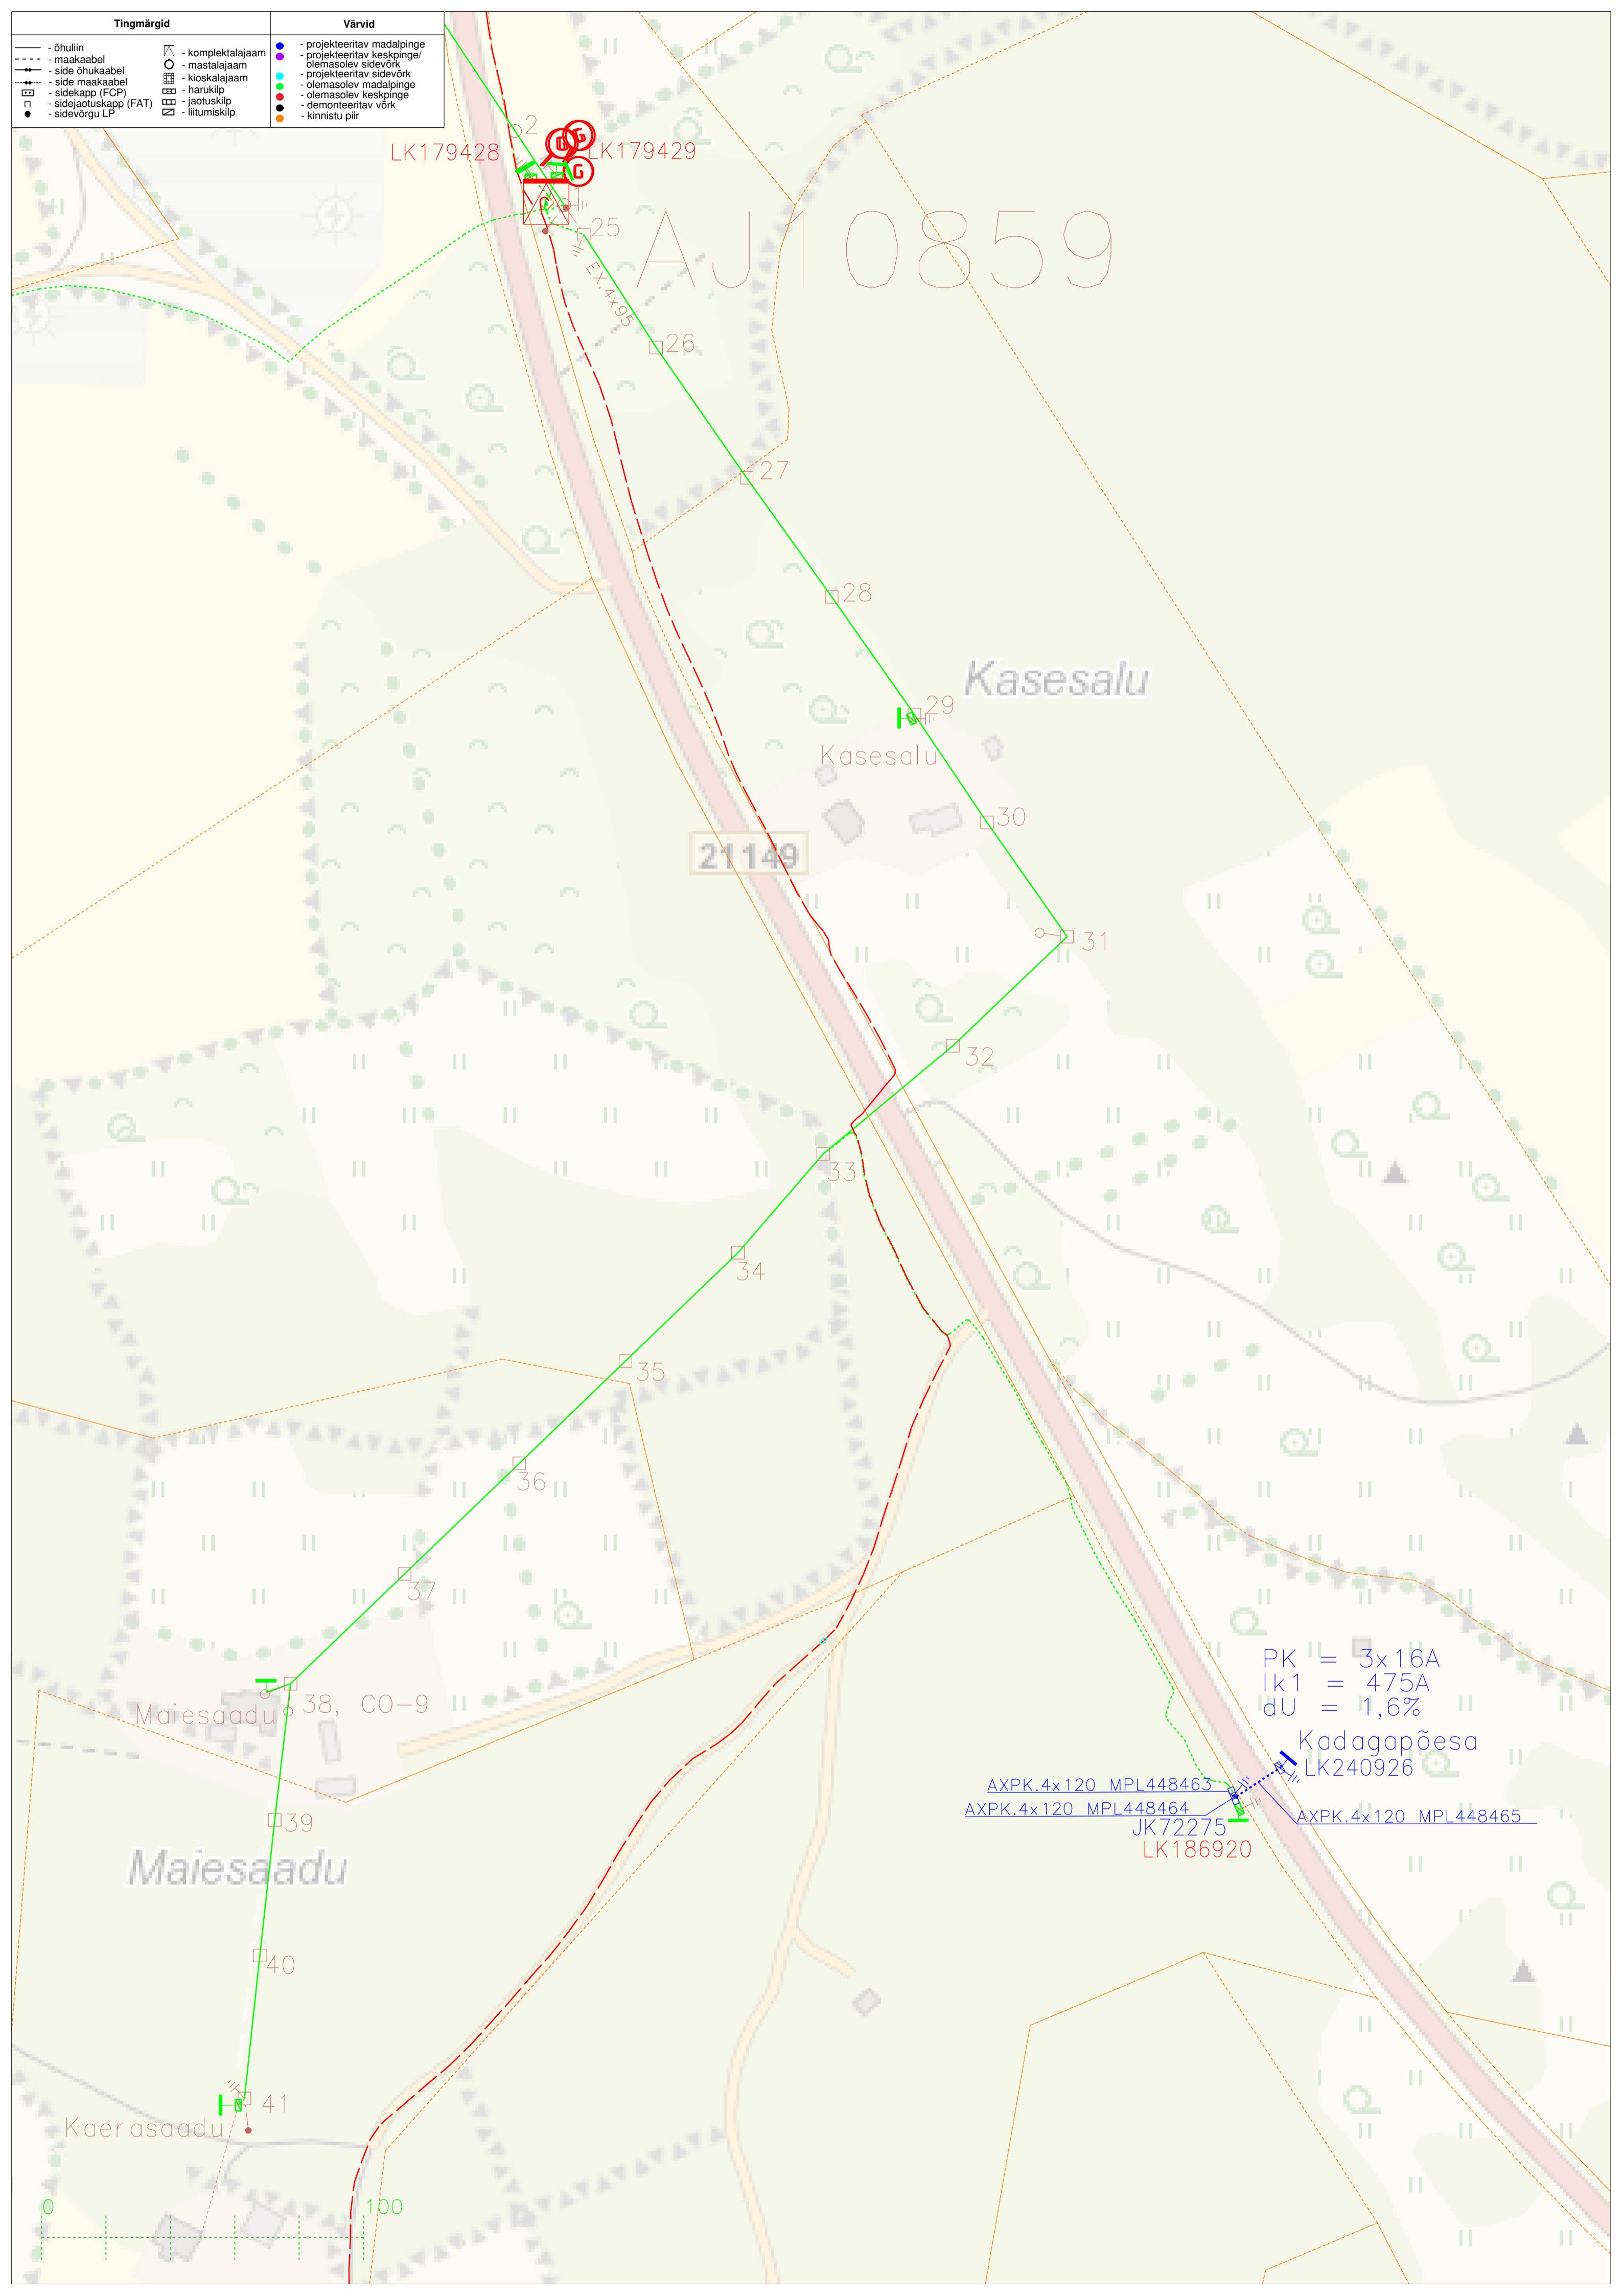 Tingmärgid
Värvid
- õhuliin
- maakaabel
- side õhukaabel
- side maakaabel
- sidekapp (FCP)
- sidejaotuskapp (FAT)
- sidevõrgu LP
- komplektalajaam
- mastalajaam
- kioskalajaam
- harukilp
- jaotuskilp
- liitumiskilp
- projekteeritav madalpinge
- projekteeritav keskpinge/
olemasolev sidevõrk
- projekteeritav sidevõrk
- olemasolev madalpinge
- olemasolev keskpinge
- demonteeritav võrk
- kinnistu piir
2
G
G
G
LK179428
LK179429
25
AJ10859
EX.4x95
26
27
28
Kasesalu
29
Kasesalu
30
21149
31
32
33
34
35
36
37
38, CO-9
Maiesaadu
PK = 3x16A
Ik1 = 475A
dU = 1,6%
Kadagapõesa
LK240926
AXPK.4x120 MPL448463
AXPK.4x120 MPL448464
AXPK.4x120 MPL448465
JK72275
LK186920
39
Maiesaadu
40
41
Kaerasaadu
0
100